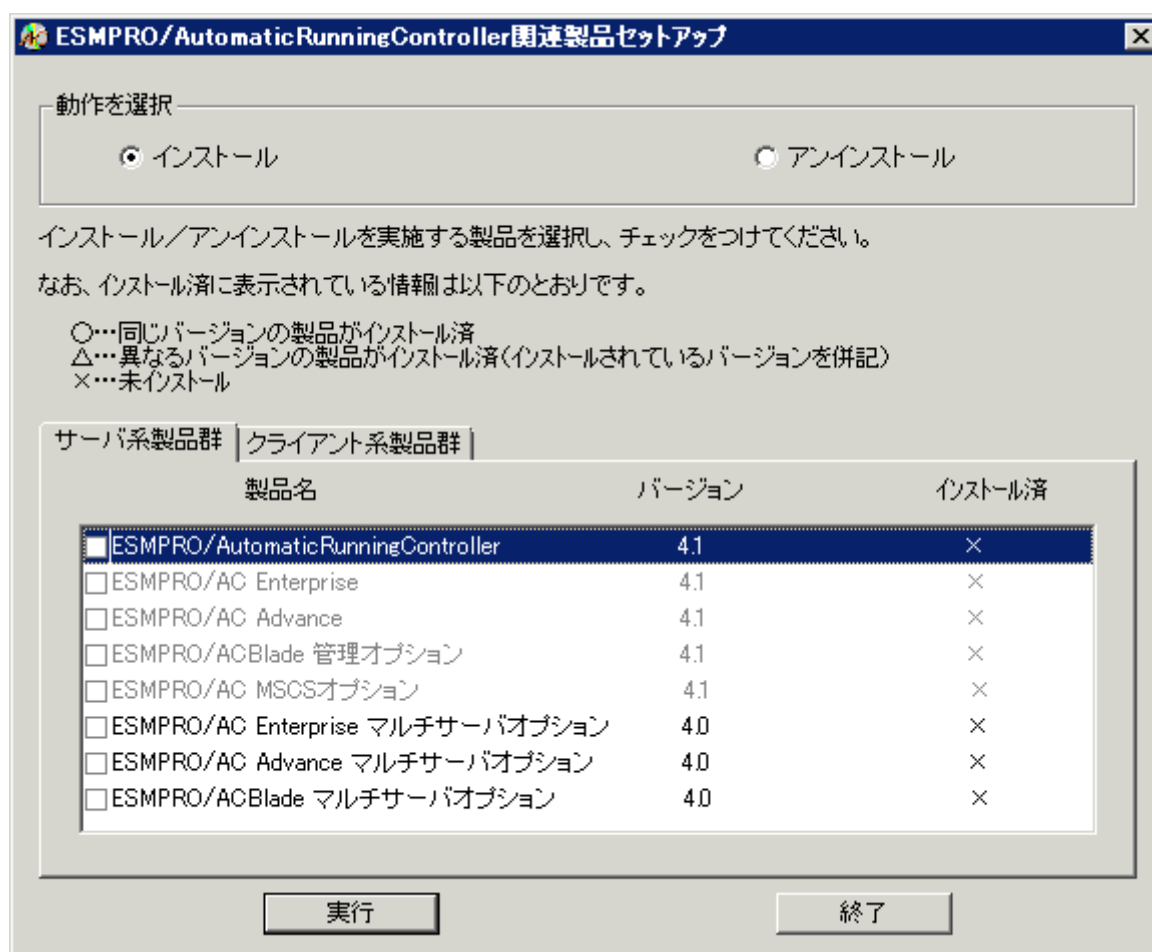 ESMPRO/AutomaticRunningController関連製品セットアップ
動作を選択
インストール アンインストール
インストール／アンインストールを実施する製品を選択し、チェックをつけてください。
なお、インストール済に表示されている情報は以下のとおりです。
○…同じバージョンの製品がインストール済
△…異なるバージョンの製品がインストール済(インストールされているバージョンを併記)
×…未インストール
サーバ系製品群 クライアント系製品群
製品名 バージョン インストール済
ESMPRO/AutomaticRunningController 4.1 ×
ESMPRO/AC Enterprise 4.1 ×
ESMPRO/AC Advance 4.1 ×
ESMPRO/ACBlade 管理オプション 4.1 ×
ESMPRO/AC MSCSオプション 4.1 ×
ESMPRO/AC Enterprise マルチサーバオプション 4.0 ×
ESMPRO/AC Advance マルチサーバオプション 4.0 ×
ESMPRO/ACBlade マルチサーバオプション 4.0 ×
実行 終了